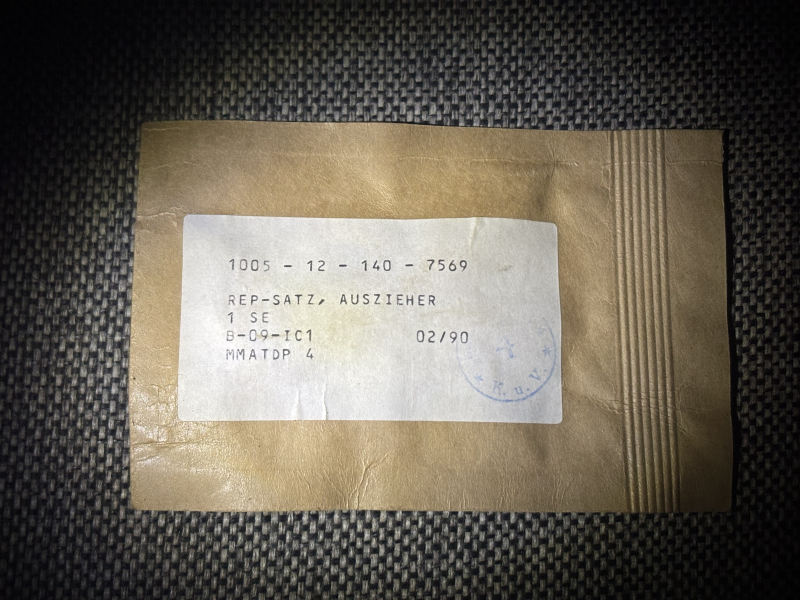 1005 - 12 - 140 - 7569
REP-SATZ, AUSZIEHER
1 SE
B-09-IC1 02/90
MMATDP 4
K. u. V.